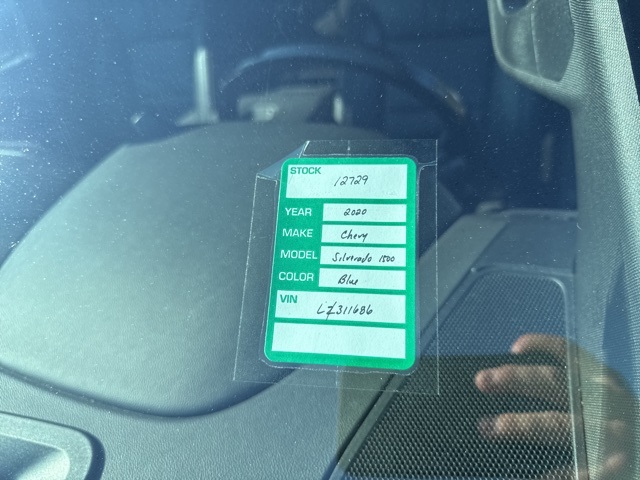 STOCK
12729
YEAR 2020
MAKE Chevy
MODEL Silverado 1500
COLOR Blue
VIN
LZ311686